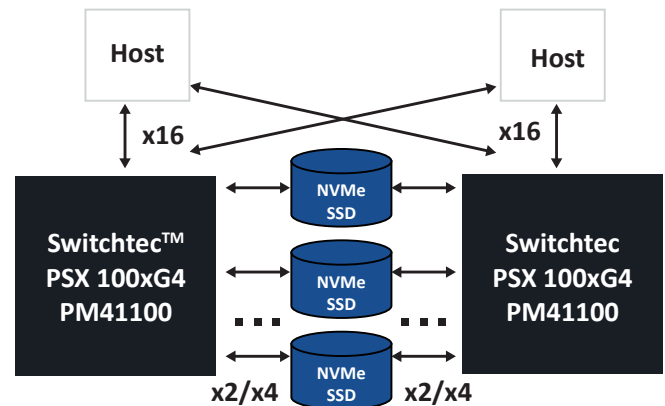 Host
Host
x16
x16
NVMe
SSD
Switchtec™
PSX 100xG4
PM41100
Switchtec
PSX 100xG4
PM41100
NVMe
SSD
NVMe
SSD
x2/x4
x2/x4